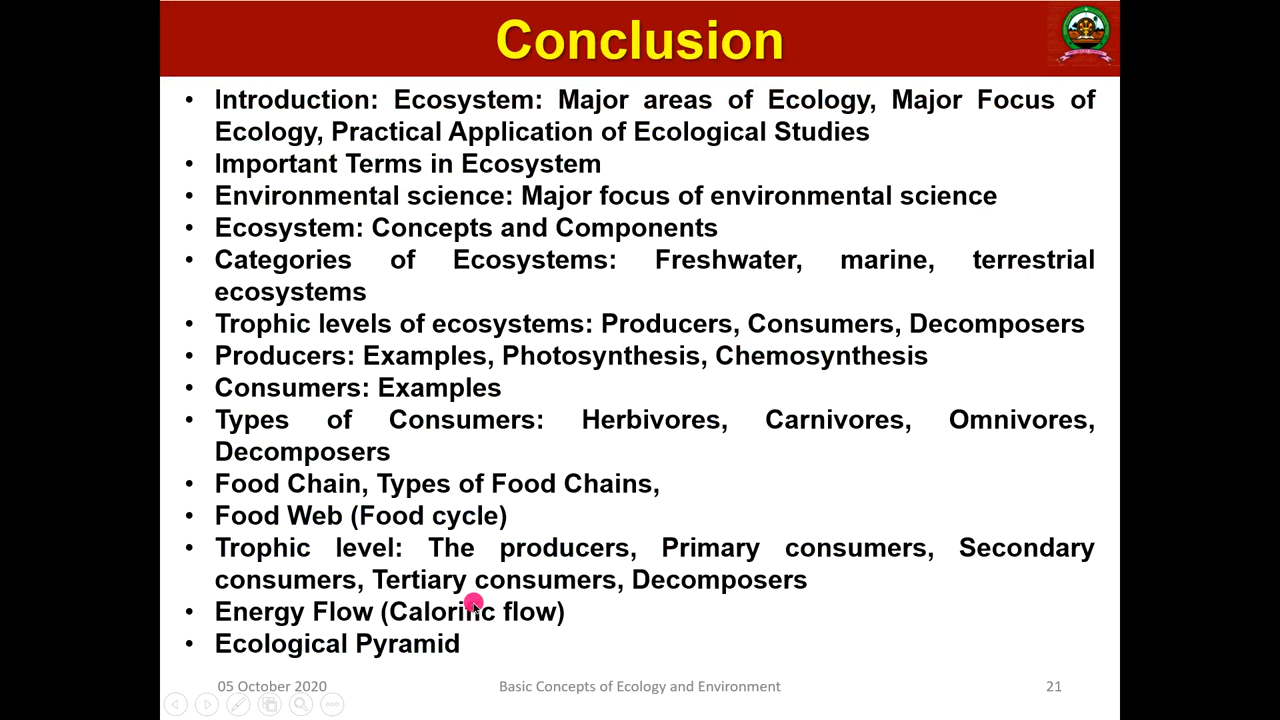 Conclusion
• Introduction: Ecosystem: Major areas of Ecology, Major Focus of
Ecology, Practical Application of Ecological Studies
• Important Terms in Ecosystem
• Environmental science: Major focus of environmental science
• Ecosystem: Concepts and Components
• Categories of Ecosystems: Freshwater, marine, terrestrial
ecosystems
• Trophic levels of ecosystems: Producers, Consumers, Decomposers
• Producers: Examples, Photosynthesis, Chemosynthesis
• Consumers: Examples
• Types of Consumers: Herbivores, Carnivores, Omnivores,
Decomposers
• Food Chain, Types of Food Chains,
• Food Web (Food cycle)
• Trophic level: The producers, Primary consumers, Secondary
consumers, Tertiary consumers, Decomposers
• Energy Flow (Calorific flow)
• Ecological Pyramid
05 October 2020 Basic Concepts of Ecology and Environment 21